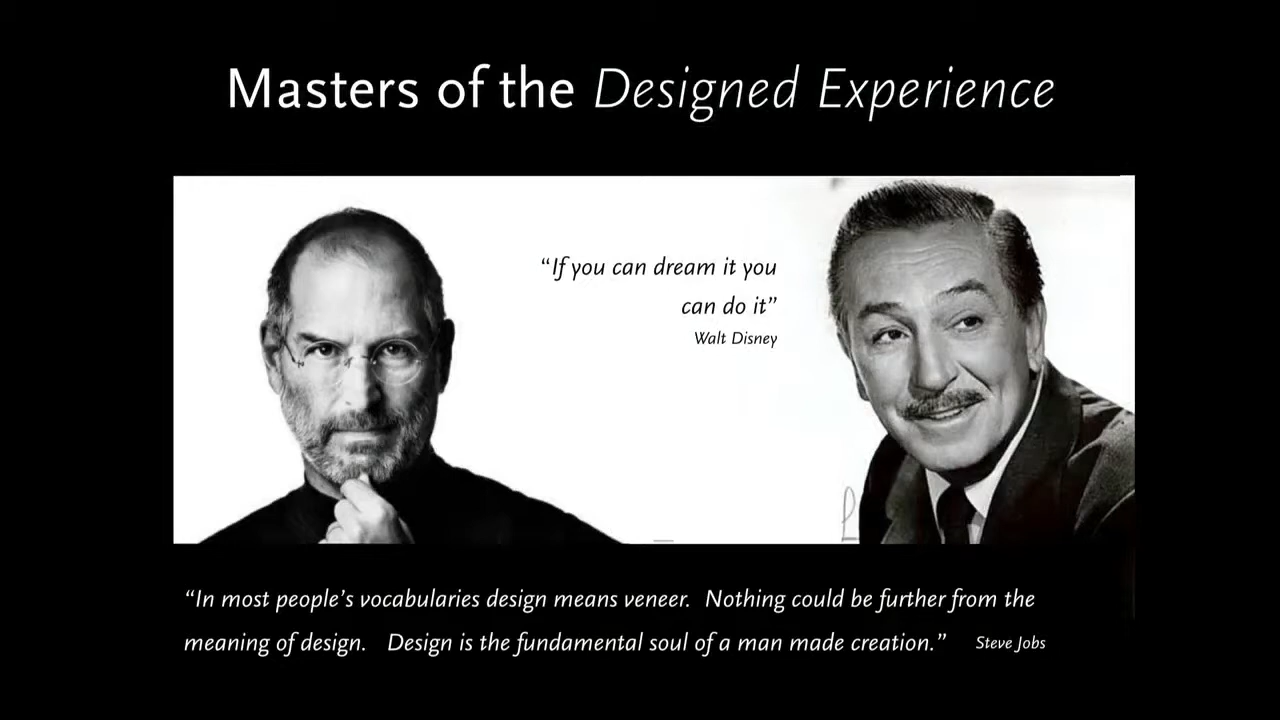 Masters of the Designed Experience
“If you can dream it you
can do it”
Walt Disney
“In most people’s vocabularies design means veneer. Nothing could be further from the
meaning of design. Design is the fundamental soul of a man made creation.” Steve Jobs